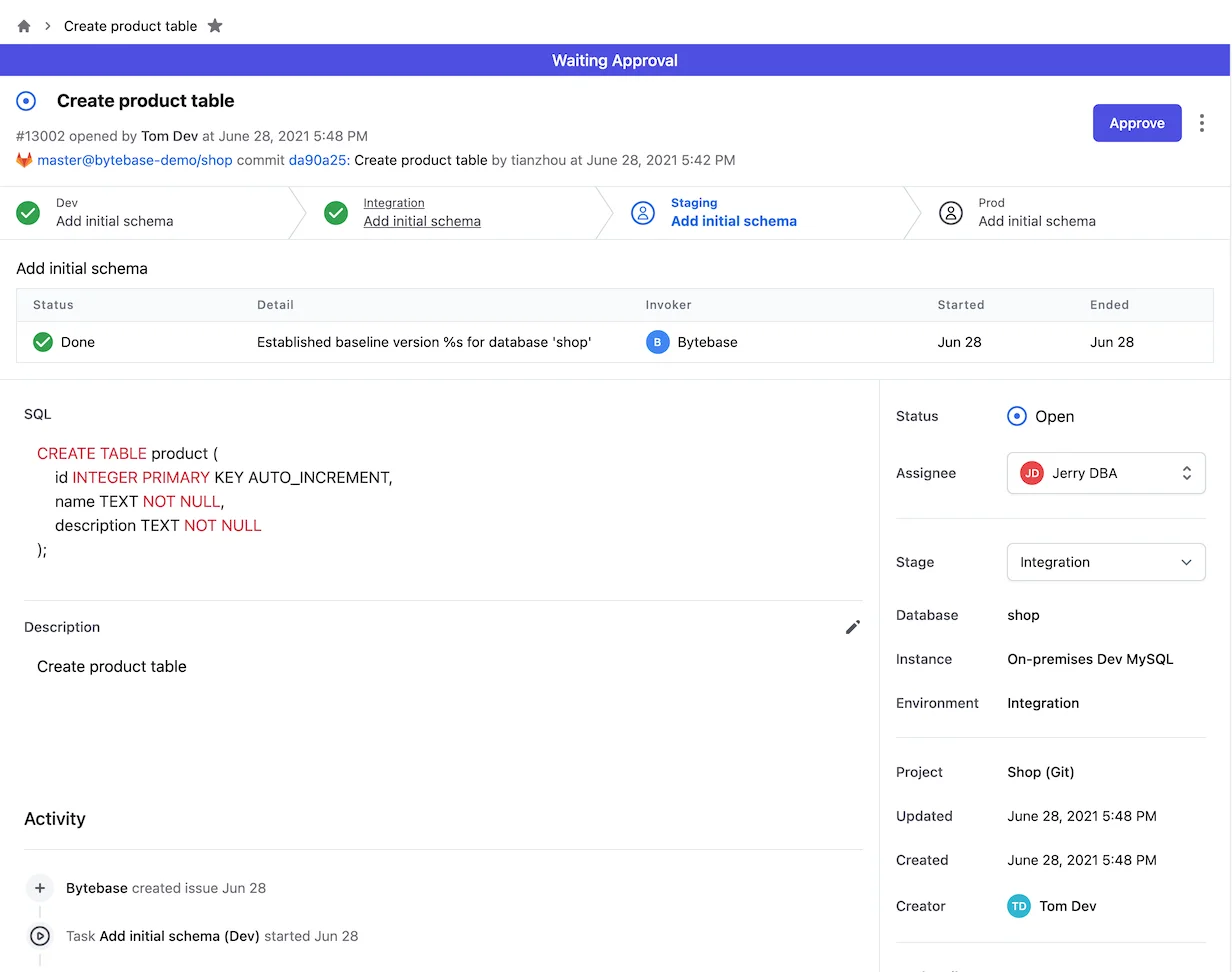 Create product table
Waiting Approval
Create product table
#13002 opened by Tom Dev at June 28, 2021 5:48 PM
Approve
master@bytebase-demo/shop commit da90a25: Create product table by tianzhou at June 28, 2021 5:42 PM
Dev
Add initial schema
Integration
Add initial schema
Staging
Add initial schema
Prod
Add initial schema
Add initial schema
Status Detail Invoker Started Ended
Done Established baseline version %s for database 'shop' B Bytebase Jun 28 Jun 28
SQL
CREATE TABLE product (
id INTEGER PRIMARY KEY AUTO_INCREMENT,
name TEXT NOT NULL,
description TEXT NOT NULL
);
Description
Create product table
Activity
Bytebase created issue Jun 28
Task Add initial schema (Dev) started Jun 28
Status Open
Assignee JD Jerry DBA
Stage Integration
Database shop
Instance On-premises Dev MySQL
Environment Integration
Project Shop (Git)
Updated June 28, 2021 5:48 PM
Created June 28, 2021 5:48 PM
Creator TD Tom Dev